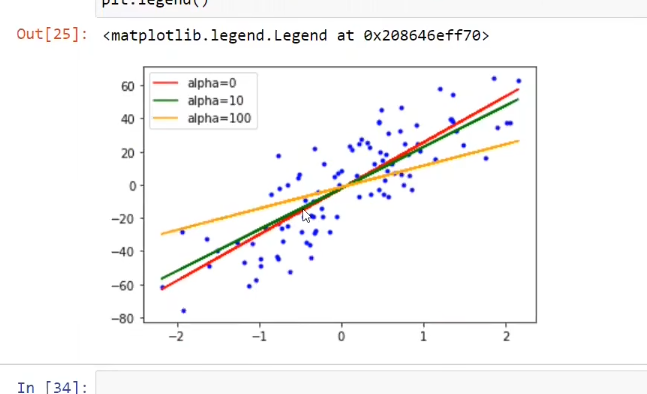 plt.legend()
Out[25]: <matplotlib.legend.Legend at 0x208646eff70>
alpha=0
alpha=10
alpha=100
60
40
20
0
−20
−40
−60
−80
−2 −1 0 1 2
In [34]: